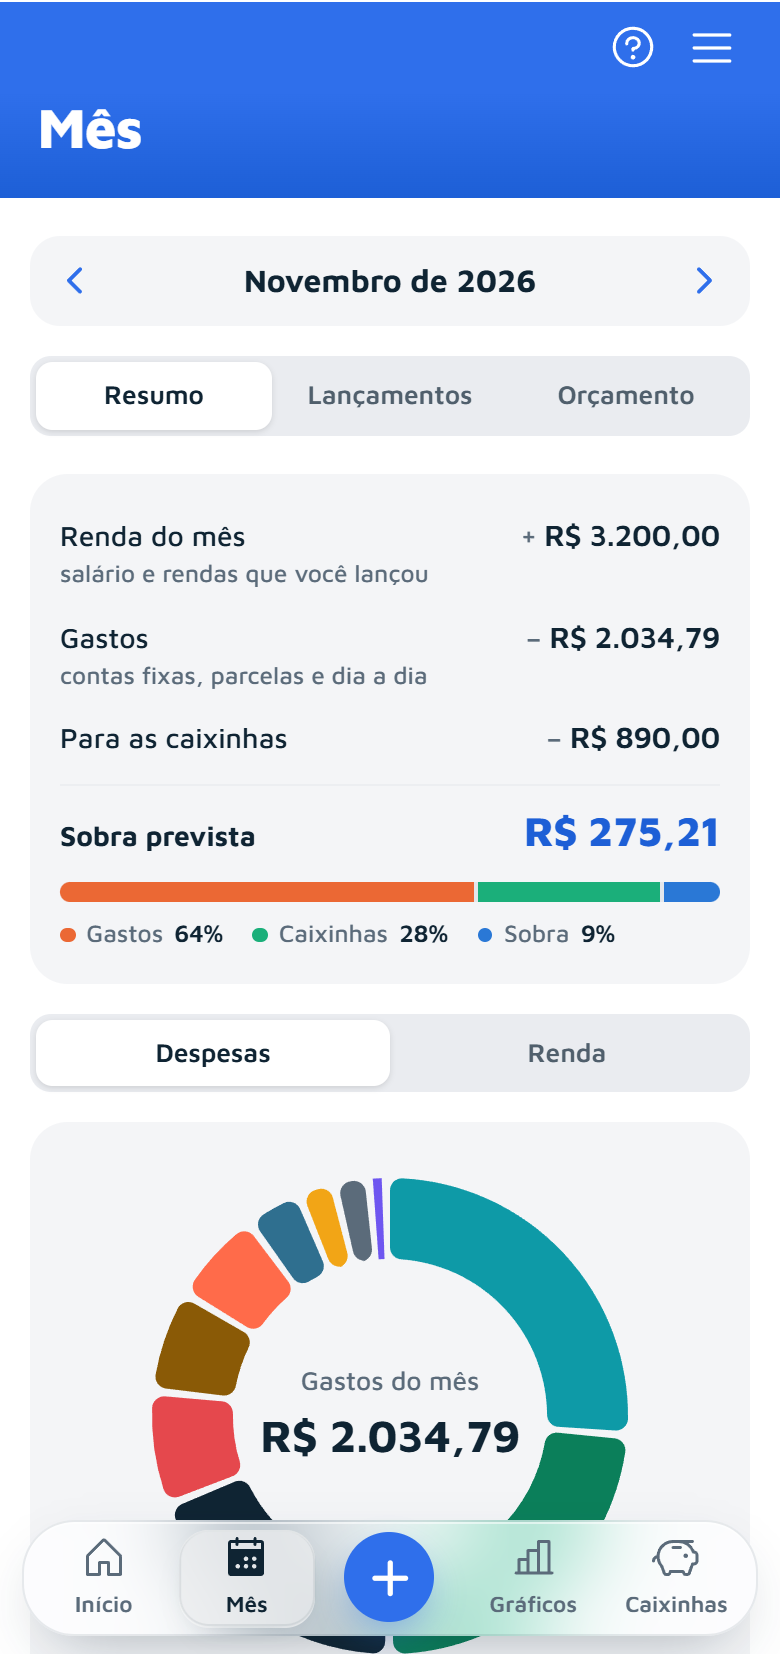 Mês
Novembro de 2026
Resumo Lançamentos Orçamento
Renda do mês + R$ 3.200,00
salário e rendas que você lançou
Gastos – R$ 2.034,79
contas fixas, parcelas e dia a dia
Para as caixinhas – R$ 890,00
Sobra prevista R$ 275,21
Gastos 64% Caixinhas 28% Sobra 9%
Despesas Renda
Gastos do mês
R$ 2.034,79
Início Mês + Gráficos Caixinhas